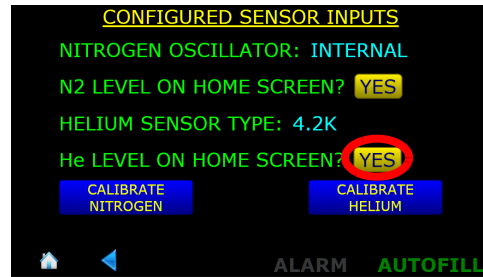 CONFIGURED SENSOR INPUTS
NITROGEN OSCILLATOR: INTERNAL
N2 LEVEL ON HOME SCREEN? YES
HELIUM SENSOR TYPE: 4.2K
He LEVEL ON HOME SCREEN? YES
CALIBRATE NITROGEN
CALIBRATE HELIUM
ALARM AUTOFILL